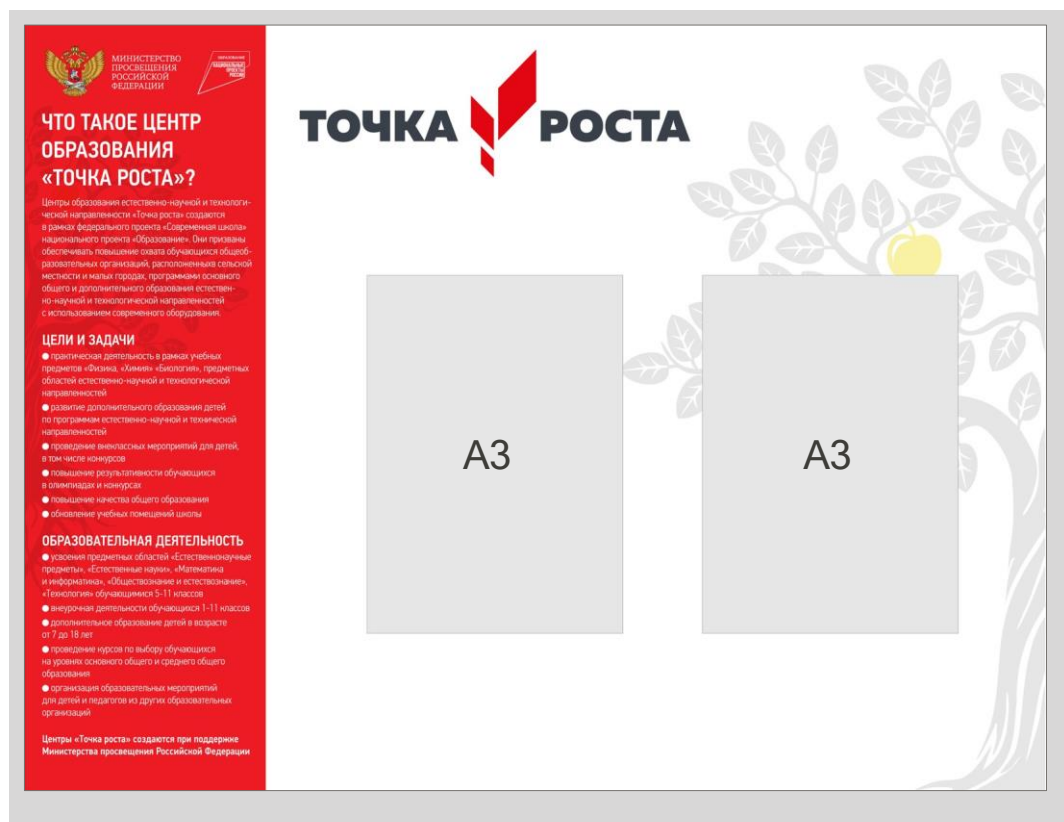 МИНИСТЕРСТВО
ПРОСВЕЩЕНИЯ
РОССИЙСКОЙ
ФЕДЕРАЦИИ
ОБРАЗОВАНИЕ
НАЦИОНАЛЬНЫЕ
ПРОЕКТЫ
РОССИИ
ЧТО ТАКОЕ ЦЕНТР
ОБРАЗОВАНИЯ
«ТОЧКА РОСТА»?
Центры образования естественно-научной и технологи-
ческой направленности «Точка роста» создаются
в рамках федерального проекта «Современная школа»
национального проекта «Образование». Они призваны
обеспечивать повышение охвата обучающихся общеоб-
разовательных организаций, расположенныхв сельской
местности и малых городах, программами основного
общего и дополнительного образования естествен-
но-научной и технологической направленностей
с использованием современного оборудования.
ЦЕЛИ И ЗАДАЧИ
● практическая деятельность в рамках учебных
предметов «Физика, «Химия» «Биология», предметных
областей естественно-научной и технологической
направленностей
● развитие дополнительного образования детей
по программам естественно-научной и технической
направленностей
● проведение внеклассных мероприятий для детей,
в том числе конкурсов
● повышение результативности обучающихся
в олимпиадах и конкурсах
● повышение качества общего образования
● обновление учебных помещений школы
ОБРАЗОВАТЕЛЬНАЯ ДЕЯТЕЛЬНОСТЬ
● усвоения предметных областей «Естественнонаучные
предметы», «Естественные науки», «Математика
и информатика», «Обществознание и естествознание»,
«Технология» обучающимися 5-11 классов
● внеурочная деятельности обучающихся 1-11 классов
● дополнительное образование детей в возрасте
от 7 до 18 лет
● проведение курсов по выбору обучающихся
на уровнях основного общего и среднего общего
образования
● организация образовательных мероприятий
для детей и педагогов из других образовательных
организаций
Центры «Точка роста» создаются при поддержке
Министерства просвещения Российской Федерации
ТОЧКА РОСТА
А3
А3